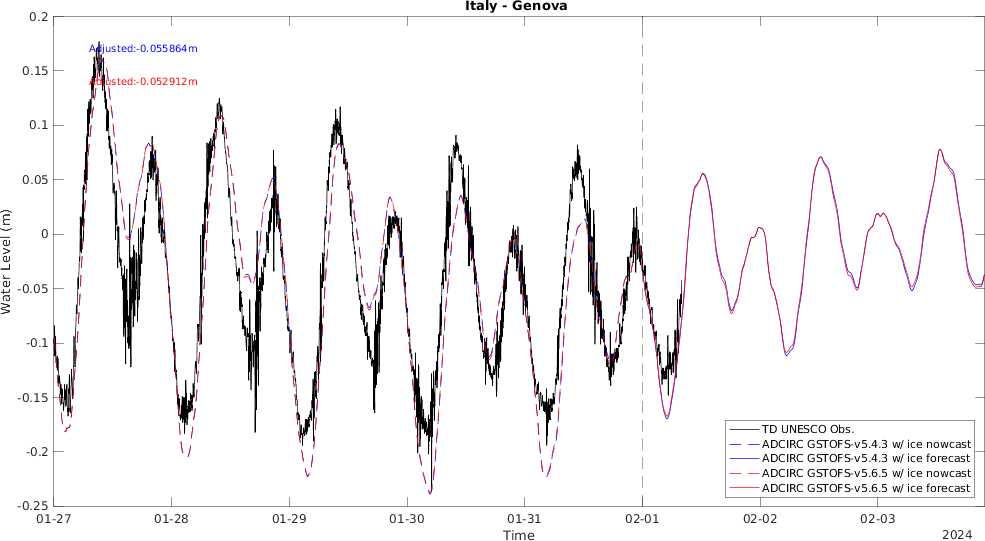 Italy - Genova
Adjusted:-0.055864m
Adjusted:-0.052912m
Water Level (m)
0.2
0.15
0.1
0.05
0
-0.05
-0.1
-0.15
-0.2
-0.25
TD UNESCO Obs.
ADCIRC GSTOFS-v5.4.3 w/ ice nowcast
ADCIRC GSTOFS-v5.4.3 w/ ice forecast
ADCIRC GSTOFS-v5.6.5 w/ ice nowcast
ADCIRC GSTOFS-v5.6.5 w/ ice forecast
01-27 01-28 01-29 01-30 01-31 02-01 02-02 02-03
Time
2024